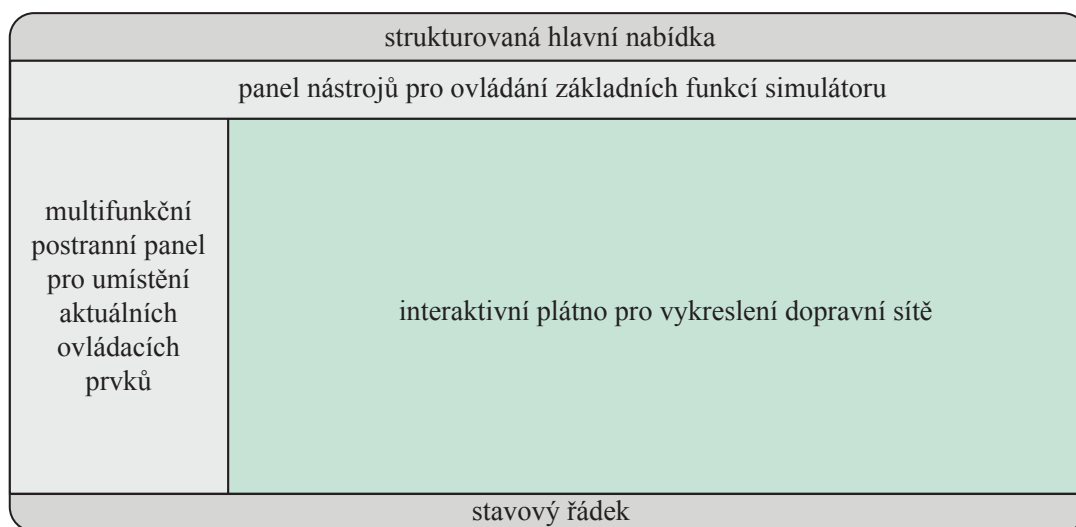 strukturovaná hlavní nabídka
panel nástrojů pro ovládání základních funkcí simulátoru
multifunkční
postranní panel
pro umístění
aktuálních
ovládacích
prvků
interaktivní plátno pro vykreslení dopravní sítě
stavový řádek